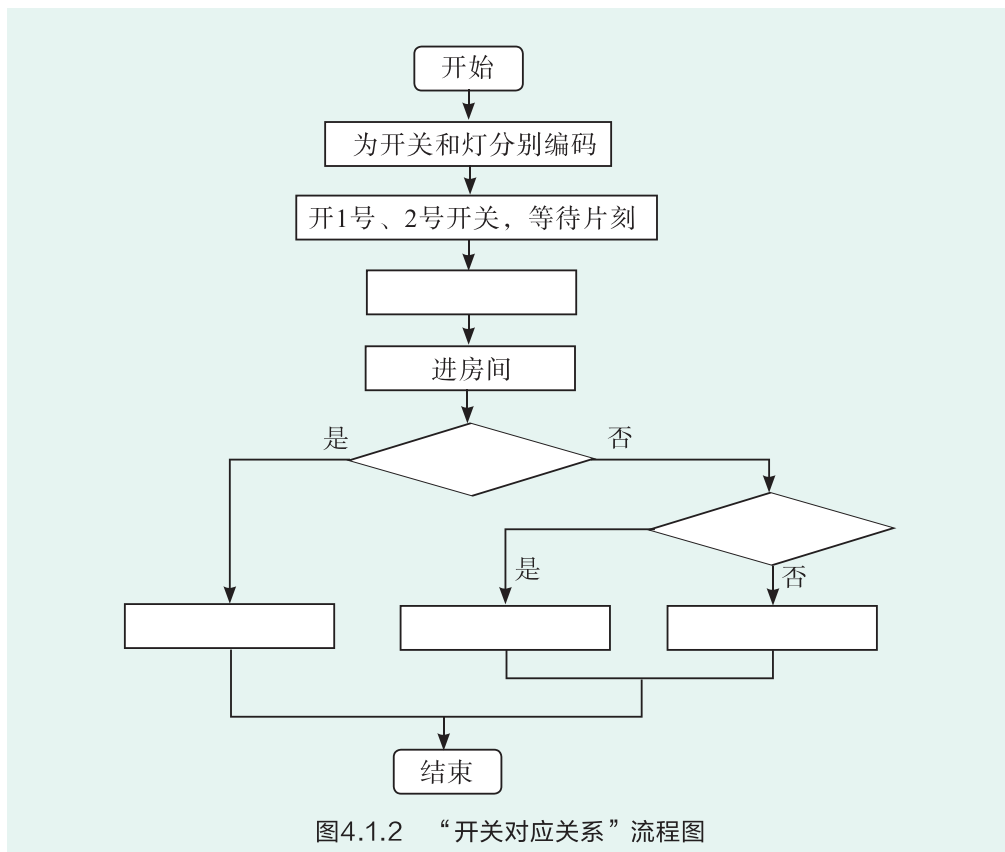 开始
为开关和灯分别编码
开1号、2号开关，等待片刻
进房间
是
否
是
否
结束
图4.1.2 “开关对应关系”流程图